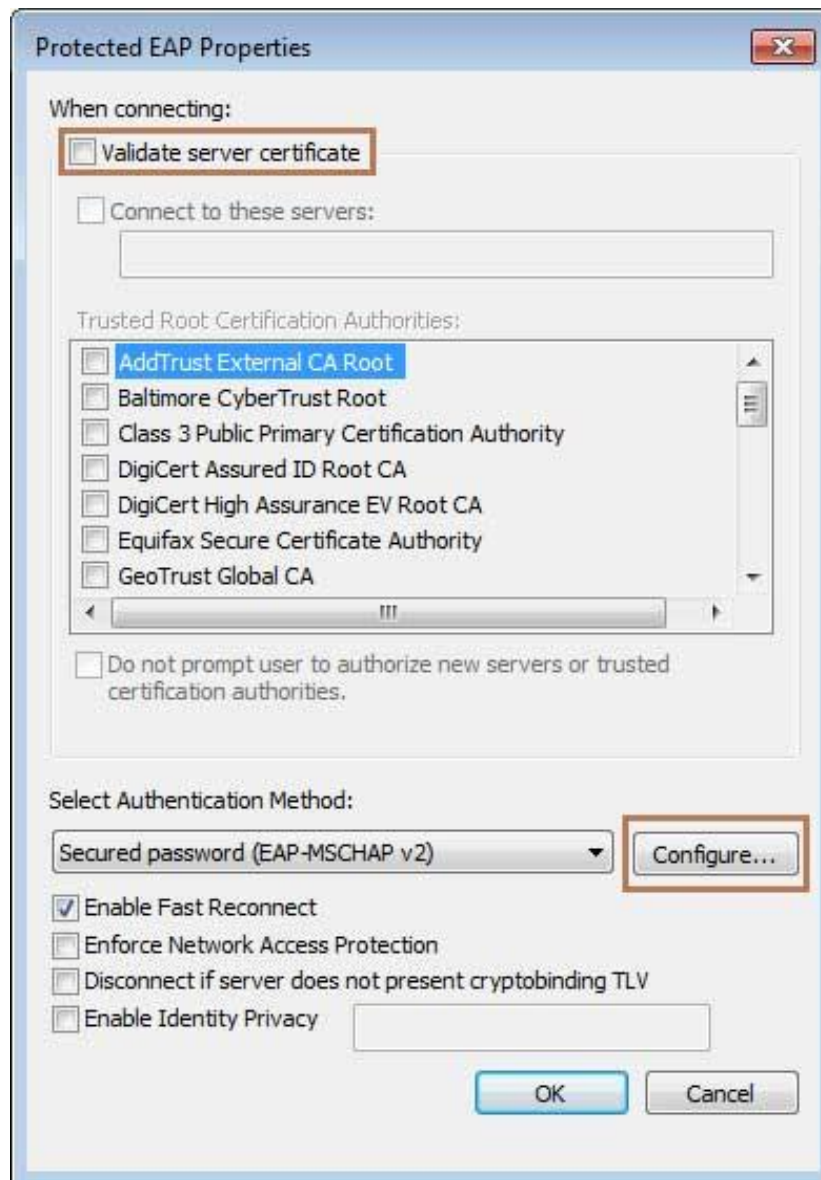 Protected EAP Properties
When connecting:
Validate server certificate
Connect to these servers:
Trusted Root Certification Authorities:
AddTrust External CA Root
Baltimore CyberTrust Root
Class 3 Public Primary Certification Authority
DigiCert Assured ID Root CA
DigiCert High Assurance EV Root CA
Equifax Secure Certificate Authority
GeoTrust Global CA
Do not prompt user to authorize new servers or trusted
certification authorities.
Select Authentication Method:
Secured password (EAP-MSCHAP v2)
Configure...
Enable Fast Reconnect
Enforce Network Access Protection
Disconnect if server does not present cryptobinding TLV
Enable Identity Privacy
OK
Cancel